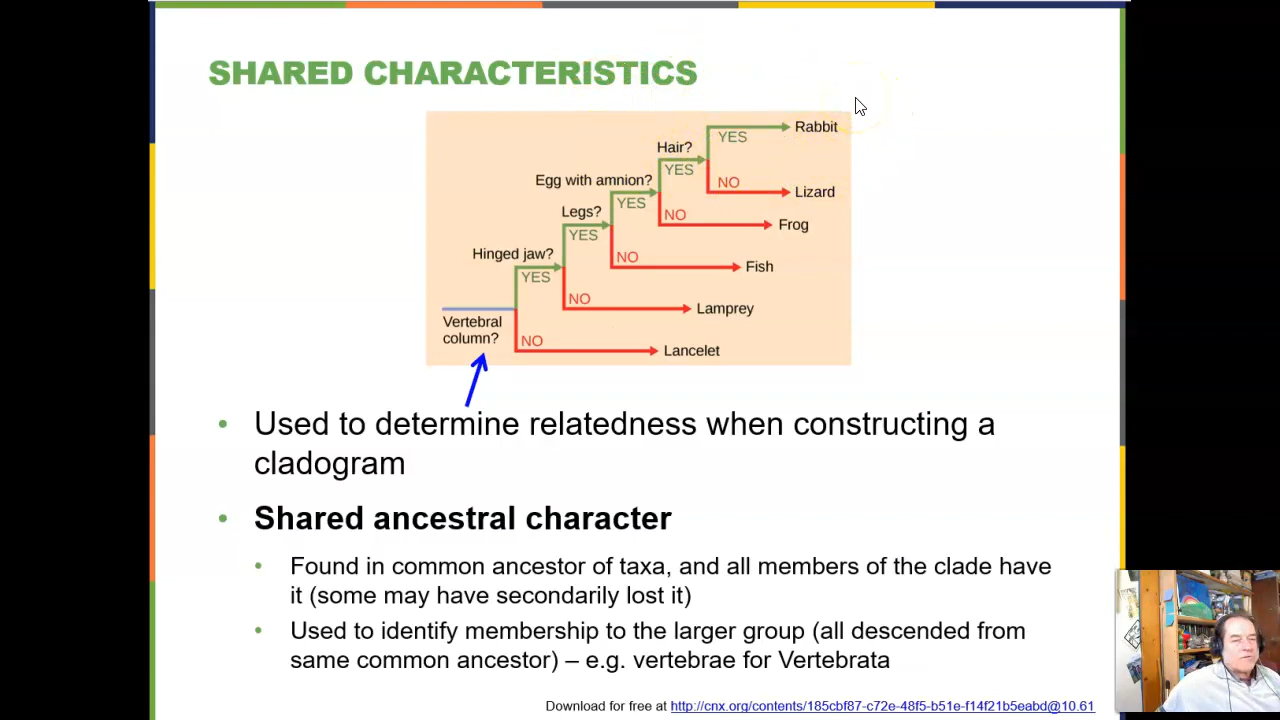 SHARED CHARACTERISTICS
Rabbit
YES
Hair?
YES
NO
Lizard
Egg with amnion?
YES
NO
Frog
Legs?
YES
NO
Fish
Hinged jaw?
YES
NO
Lamprey
Vertebral
column?
NO
Lancelet
• Used to determine relatedness when constructing a
cladogram
• Shared ancestral character
• Found in common ancestor of taxa, and all members of the clade have
it (some may have secondarily lost it)
• Used to identify membership to the larger group (all descended from
same common ancestor) – e.g. vertebrae for Vertebrata
Download for free at http://cnx.org/contents/185cbf87-c72e-48f5-b51e-f14f21b5eabd@10.61